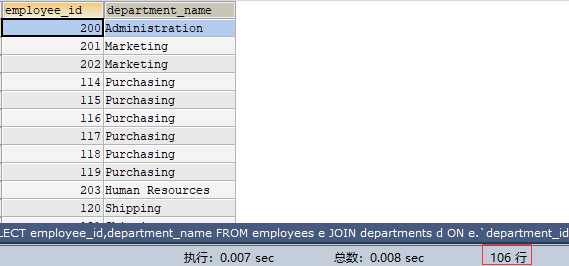 employee_id department_name
200 Administration
201 Marketing
202 Marketing
114 Purchasing
115 Purchasing
116 Purchasing
117 Purchasing
118 Purchasing
119 Purchasing
203 Human Resources
120 Shipping
LECT employee_id,department_name FROM employees e JOIN departments d ON e.`department_id
执行: 0.007 sec 总数: 0.008 sec 106 行